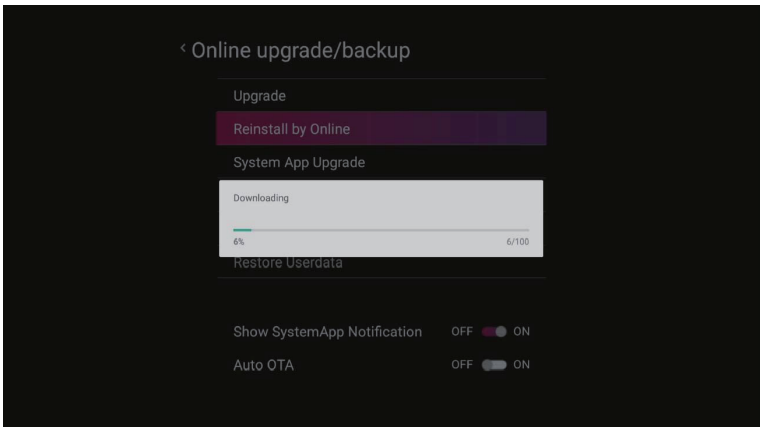 Online upgrade/backup
Upgrade
Reinstall by Online
System App Upgrade
Downloading
6% 6/100
Restore Userdata
Show SystemApp Notification OFF ON
Auto OTA OFF ON